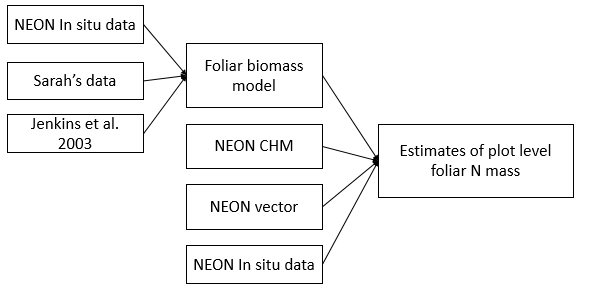 NEON In situ data
Sarah's data
Jenkins et al.
2003
Foliar biomass
model
NEON CHM
NEON vector
NEON In situ data
Estimates of plot level
foliar N mass